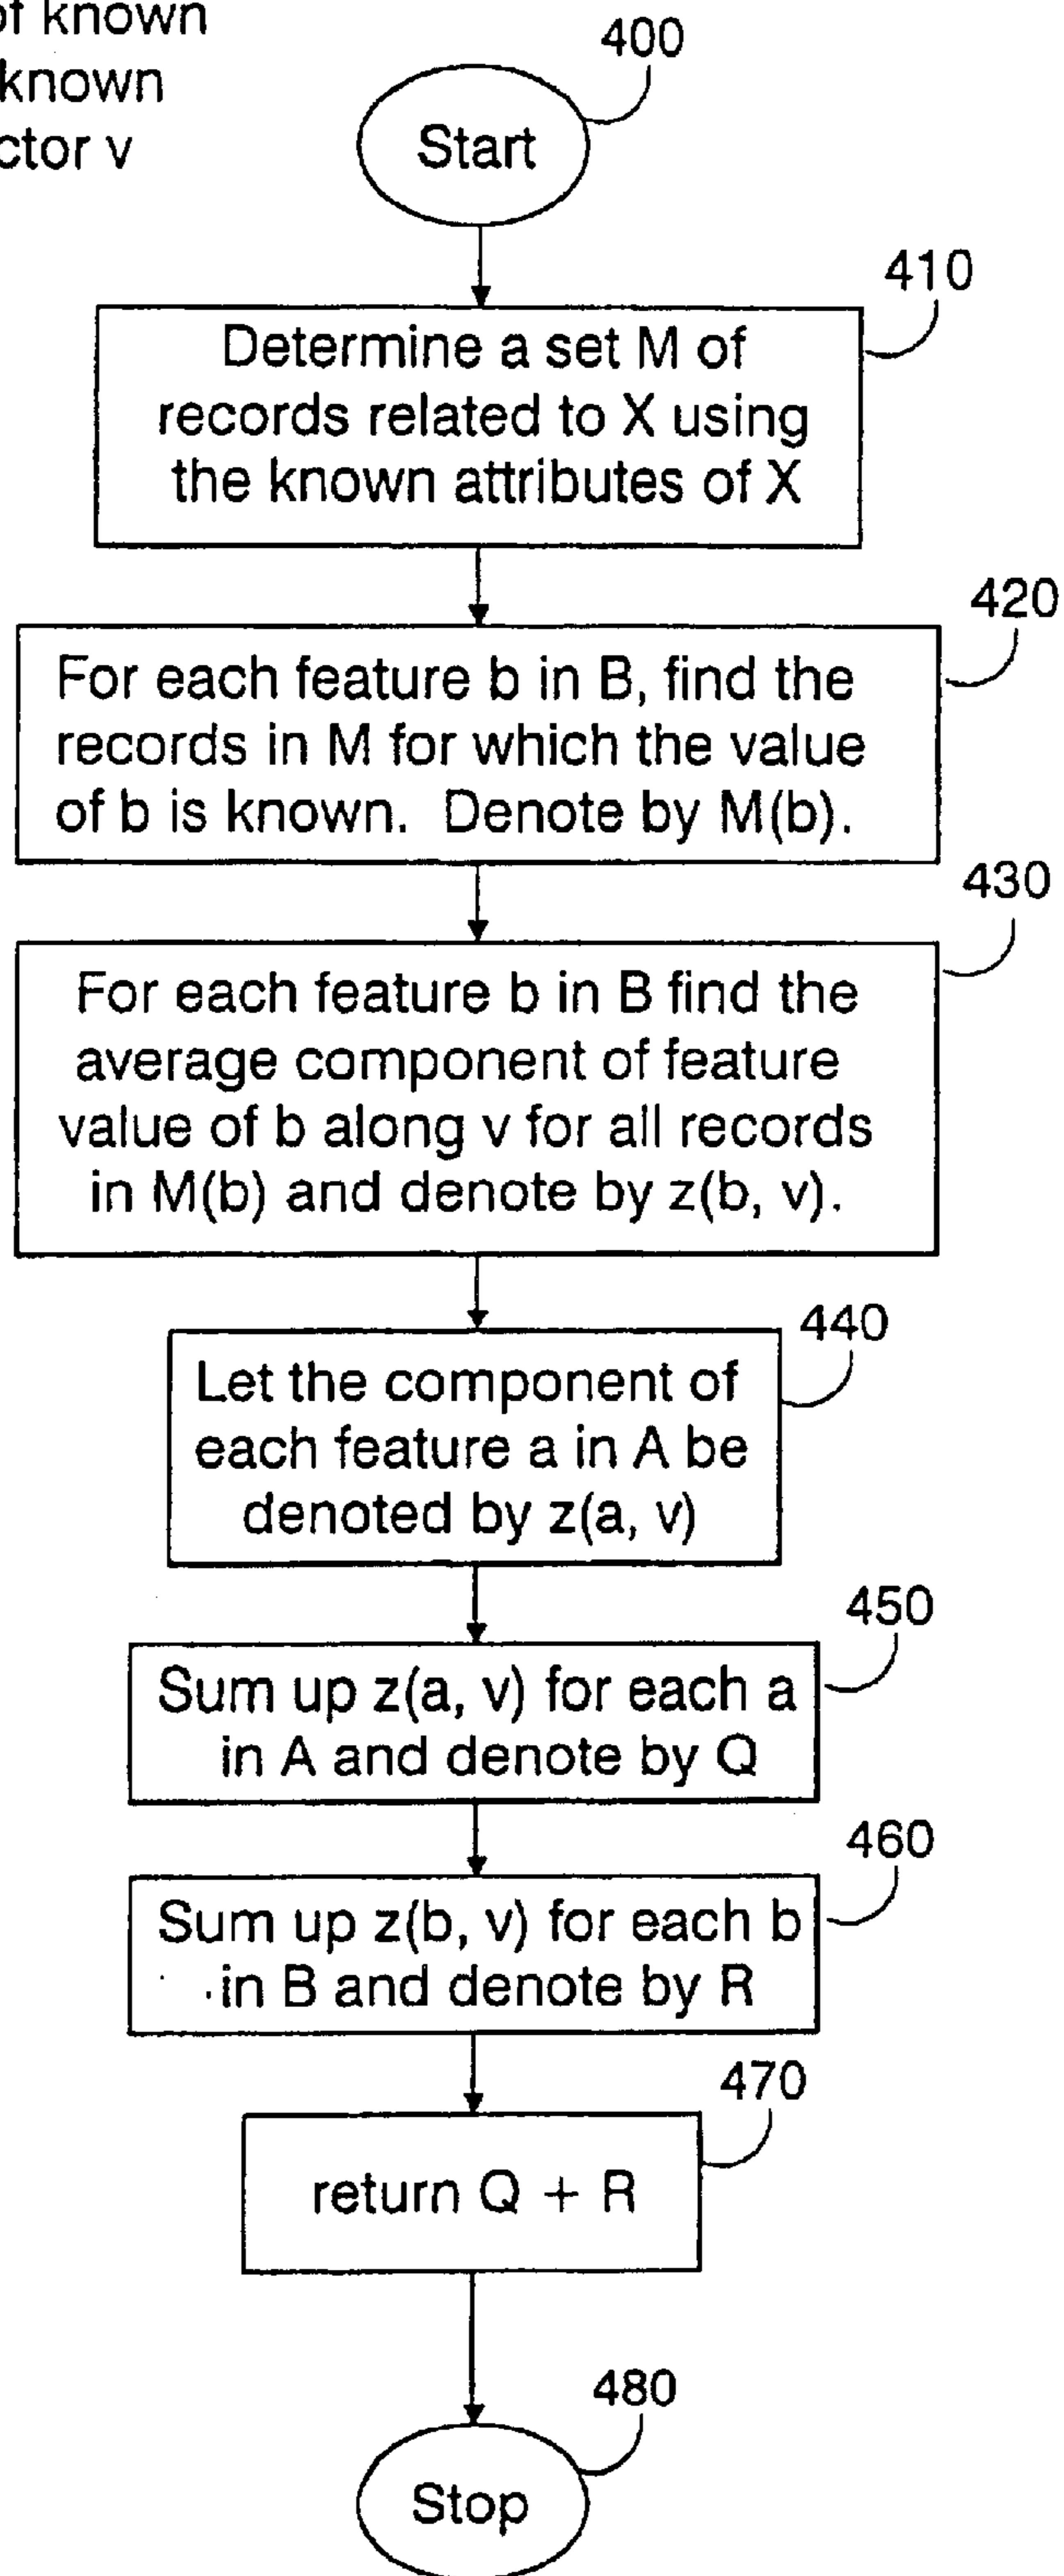 of known
known
ctor v
400
Start
410
Determine a set M of
records related to X using
the known attributes of X
420
For each feature b in B, find the
records in M for which the value
of b is known. Denote by M(b).
430
For each feature b in B find the
average component of feature
value of b along v for all records
in M(b) and denote by z(b, v).
440
Let the component of
each feature a in A be
denoted by z(a, v)
450
Sum up z(a, v) for each a
in A and denote by Q
460
Sum up z(b, v) for each b
in B and denote by R
470
return Q + R
480
Stop